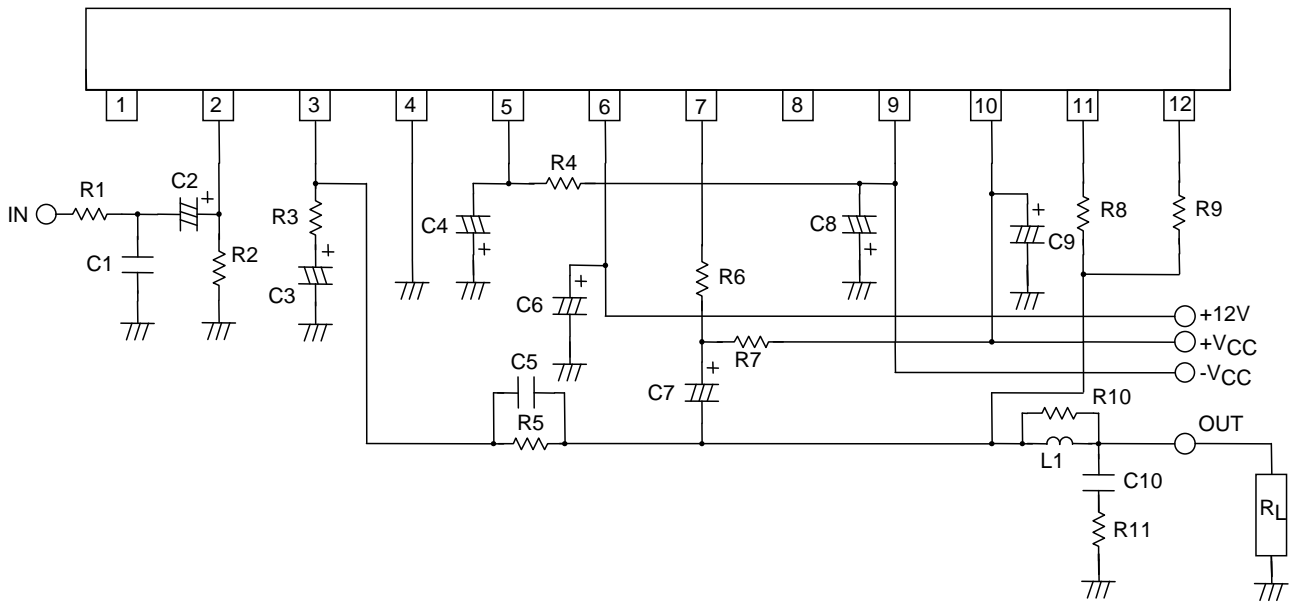 1 2 3 4 5 6 7 8 9 10 11 12
R4
C2
R1
+
IN
R3
C4
C8
+
R8
R9
C9
C1
R2
+
+
+
C3
C6
+
R6
+12V
+VCC
R7
C5
+
-VCC
C7
R10
R5
OUT
L1
C10
RL
R11